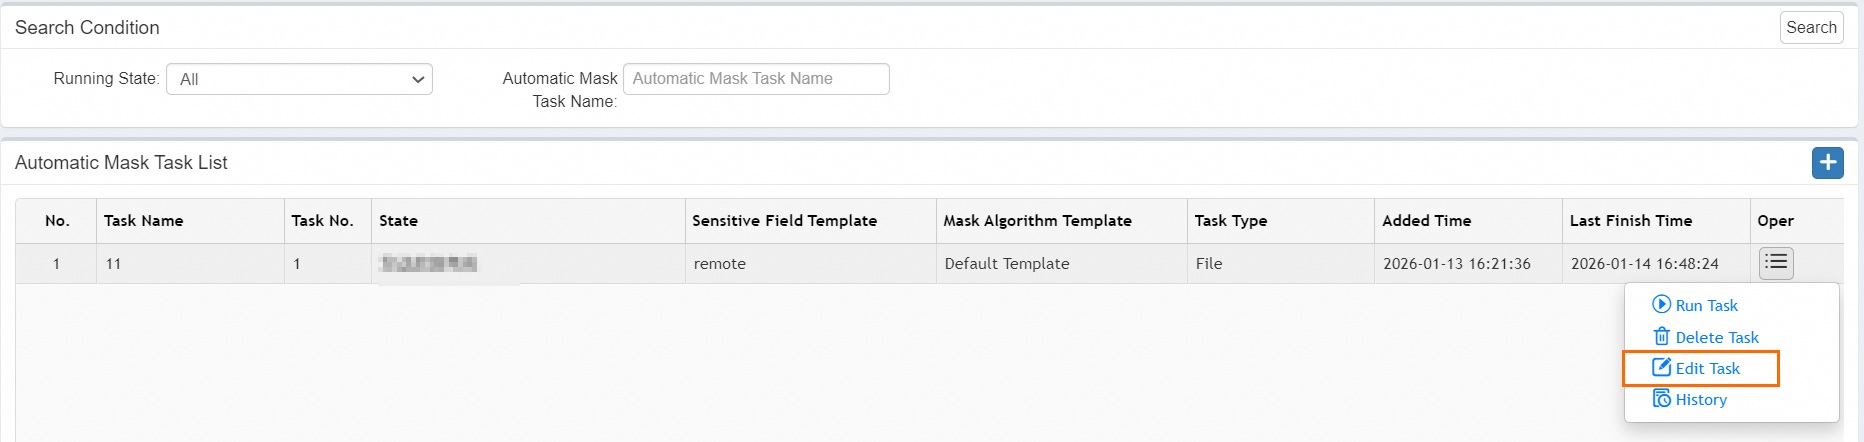 Search Condition
Search
Running State:
All
Automatic Mask
Task Name:
Automatic Mask Task Name
Automatic Mask Task List
No. Task Name Task No. State Sensitive Field Template Mask Algorithm Template Task Type Added Time Last Finish Time Oper
1 11 1 remote Default Template File 2026-01-13 16:21:36 2026-01-14 16:48:24
Run Task
Delete Task
Edit Task
History